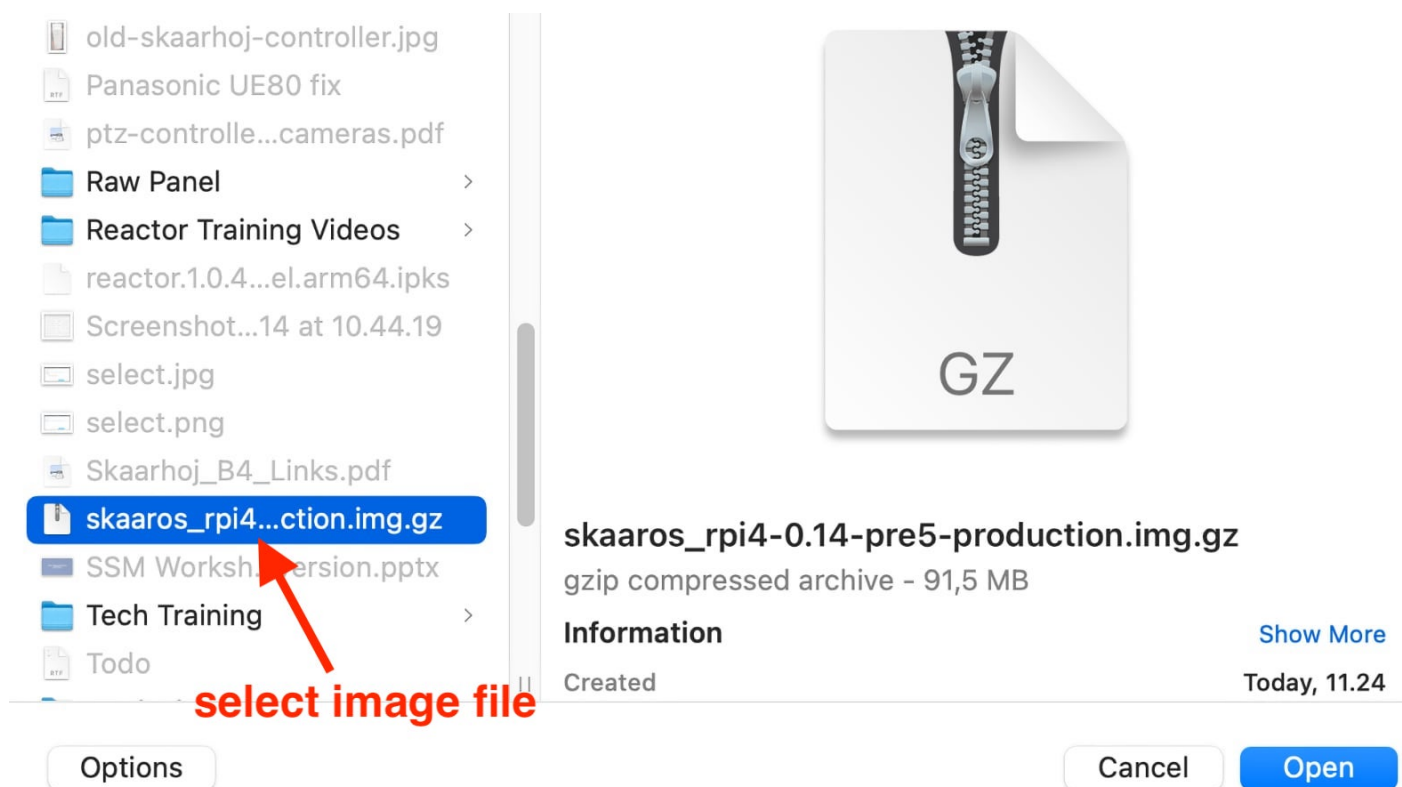 old-skaarhoj-controller.jpg
Panasonic UE80 fix
ptz-controlle...cameras.pdf
Raw Panel
Reactor Training Videos
reactor.1.0.4...el.arm64.ipks
Screenshot...14 at 10.44.19
select.jpg
select.png
Skaarhoj_B4_Links.pdf
skaaros_rpi4...ction.img.gz
SSM Worksh... ersion.pptx
Tech Training
Todo
select image file
GZ
skaaros_rpi4-0.14-pre5-production.img.gz
gzip compressed archive - 91,5 MB
Information
Show More
Created
Today, 11.24
Options
Cancel
Open